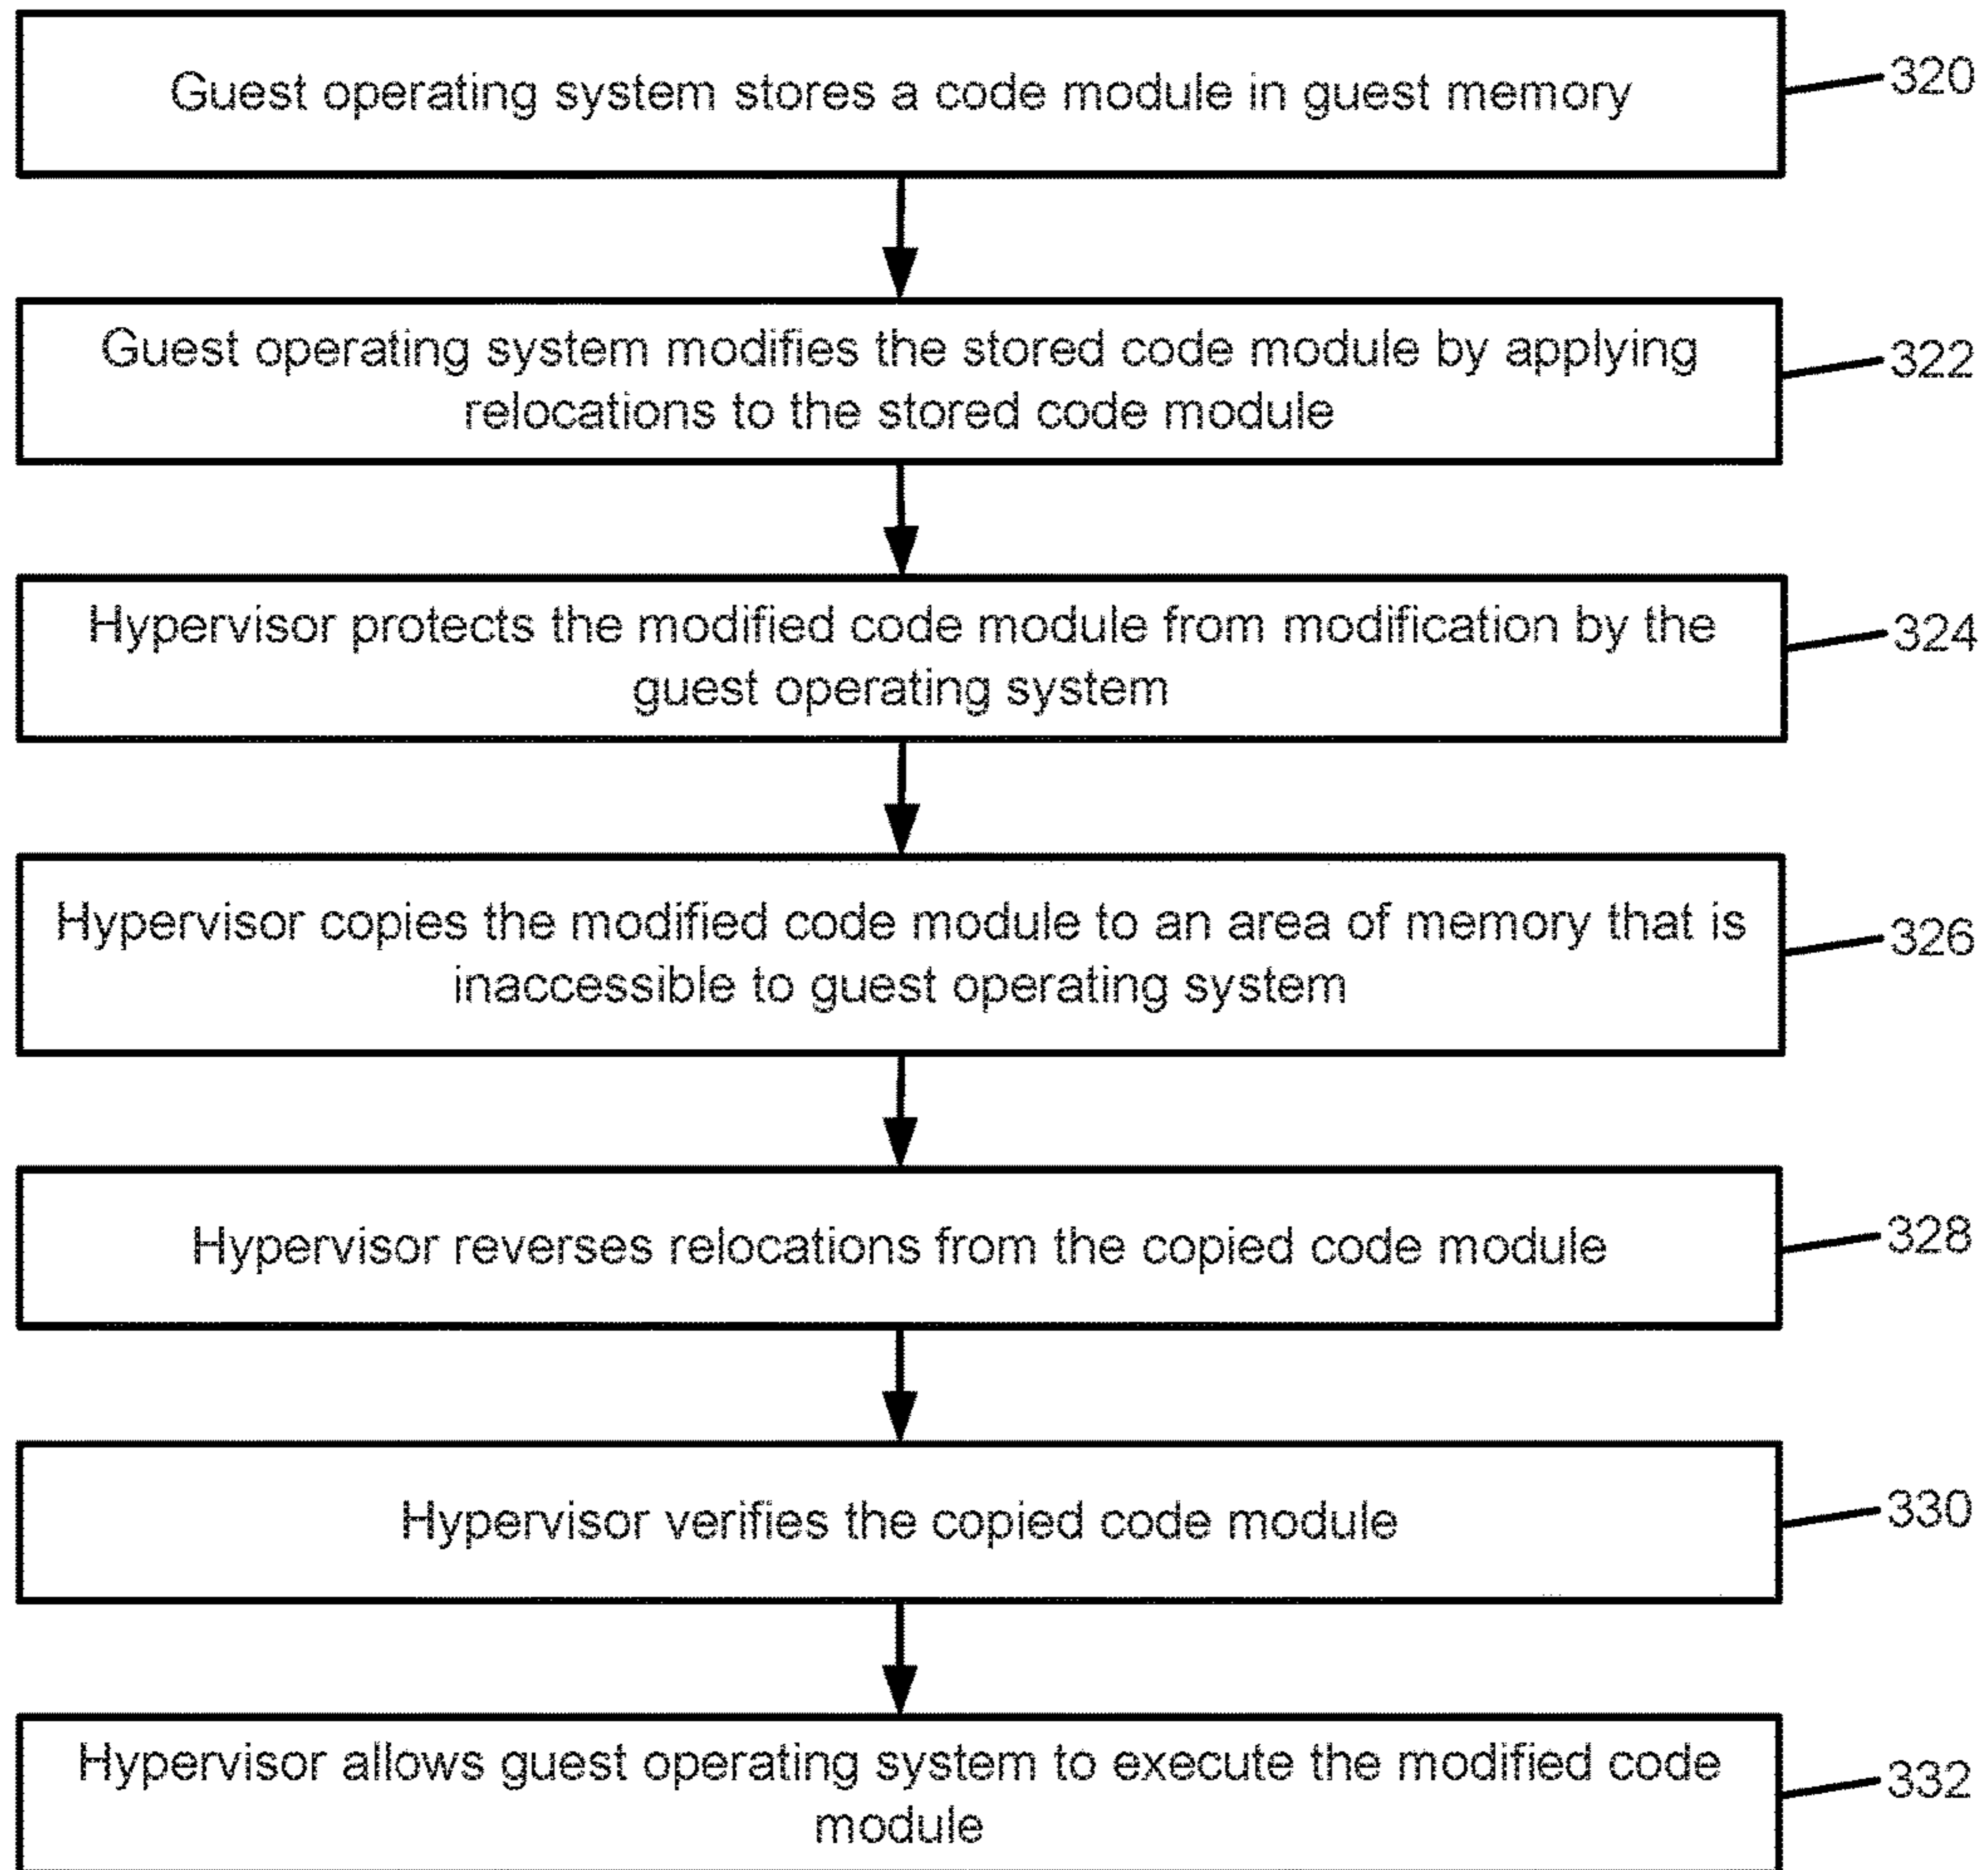 Guest operating system stores a code module in guest memory
320
Guest operating system modifies the stored code module by applying
relocations to the stored code module
322
Hypervisor protects the modified code module from modification by the
guest operating system
324
Hypervisor copies the modified code module to an area of memory that is
inaccessible to guest operating system
326
Hypervisor reverses relocations from the copied code module
328
Hypervisor verifies the copied code module
330
Hypervisor allows guest operating system to execute the modified code
module
332